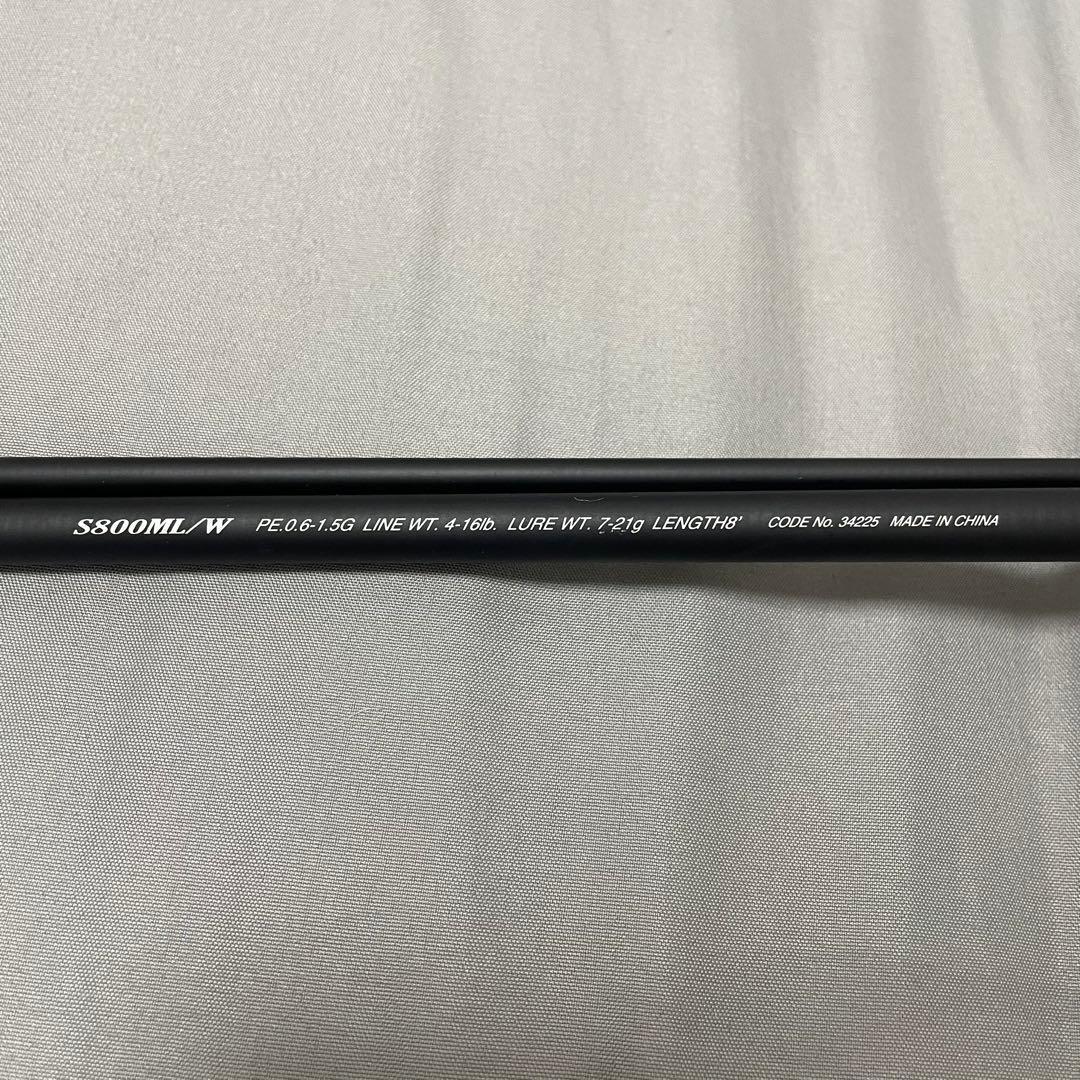 S800ML/W PE.0.6-1.5G LINE WT. 4-16lb. LURE WT. 7-21g LENGTH8' CODE No. 34225 MADE IN CHINA